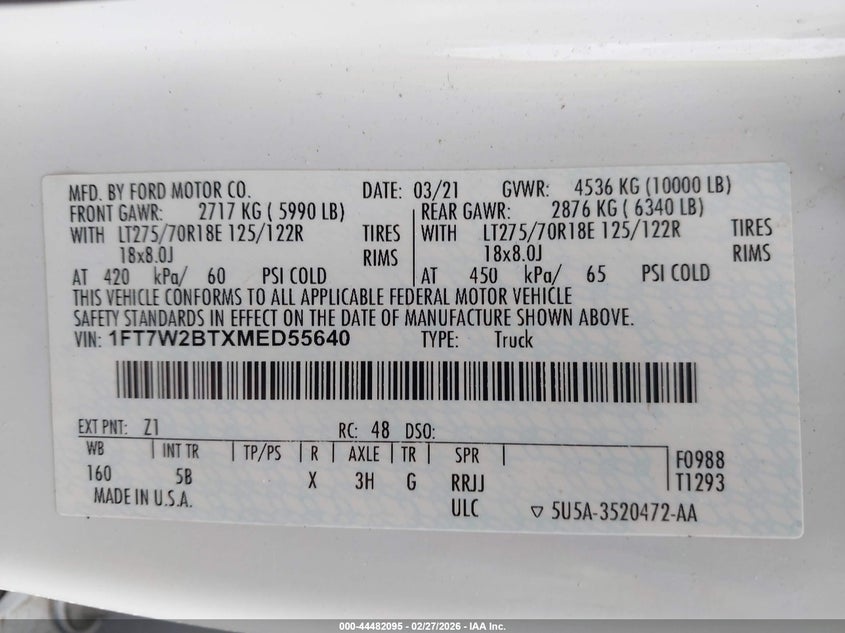 MFD. BY FORD MOTOR CO. DATE: 03/21 GVWR: 4536 KG (10000 LB)
FRONT GAWR: 2717 KG ( 5990 LB) REAR GAWR: 2876 KG ( 6340 LB)
WITH LT275/70R18E 125/122R TIRES WITH LT275/70R18E 125/122R TIRES
18x8.0J RIMS 18x8.0J RIMS
AT 420 kPa/ 60 PSI COLD AT 450 kPa/ 65 PSI COLD
THIS VEHICLE CONFORMS TO ALL APPLICABLE FEDERAL MOTOR VEHICLE
SAFETY STANDARDS IN EFFECT ON THE DATE OF MANUFACTURE SHOWN ABOVE.
VIN: 1FT7W2BTXMED55640 TYPE: Truck
EXT PNT: Z1 RC: 48 DSO:
WB INT TR TP/PS R AXLE TR SPR F0988
160 5B X 3H G RRJJ T1293
MADE IN U.S.A. ULC ▽ 5U5A-3520472-AA
000-44482095 | 02/27/2026 - IAA Inc.